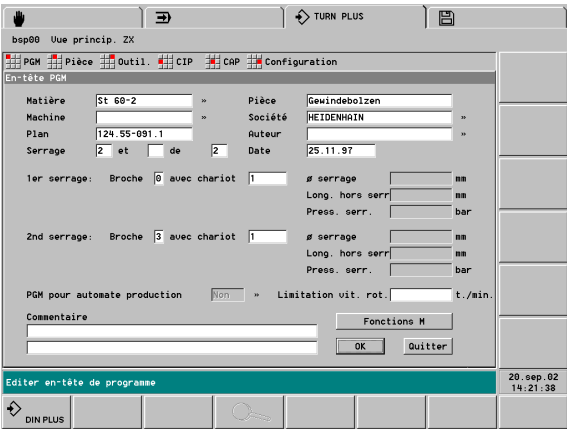 TURN PLUS
bsp00 Vue princip. ZX
PGM Pièce Outil. CIP CAP Configuration
En-tête PGM
Matière St 60-2 » Pièce Gewindebolzen
Machine » Société HEIDENHAIN »
Plan 124.55-091.1 Auteur »
Serrage 2 et de 2 Date 25.11.97
1er serrage: Broche 0 avec chariot 1 ø serrage mm
Long. hors serr mm
Press. serr. bar
2nd serrage: Broche 3 avec chariot 1 ø serrage mm
Long. hors serr mm
Press. serr. bar
PGM pour automate production Non » Limitation vit. rot. t./min.
Commentaire
Fonctions M
OK Quitter
Editer en-tête de programme
20.sep.02
14:21:38
DIN PLUS